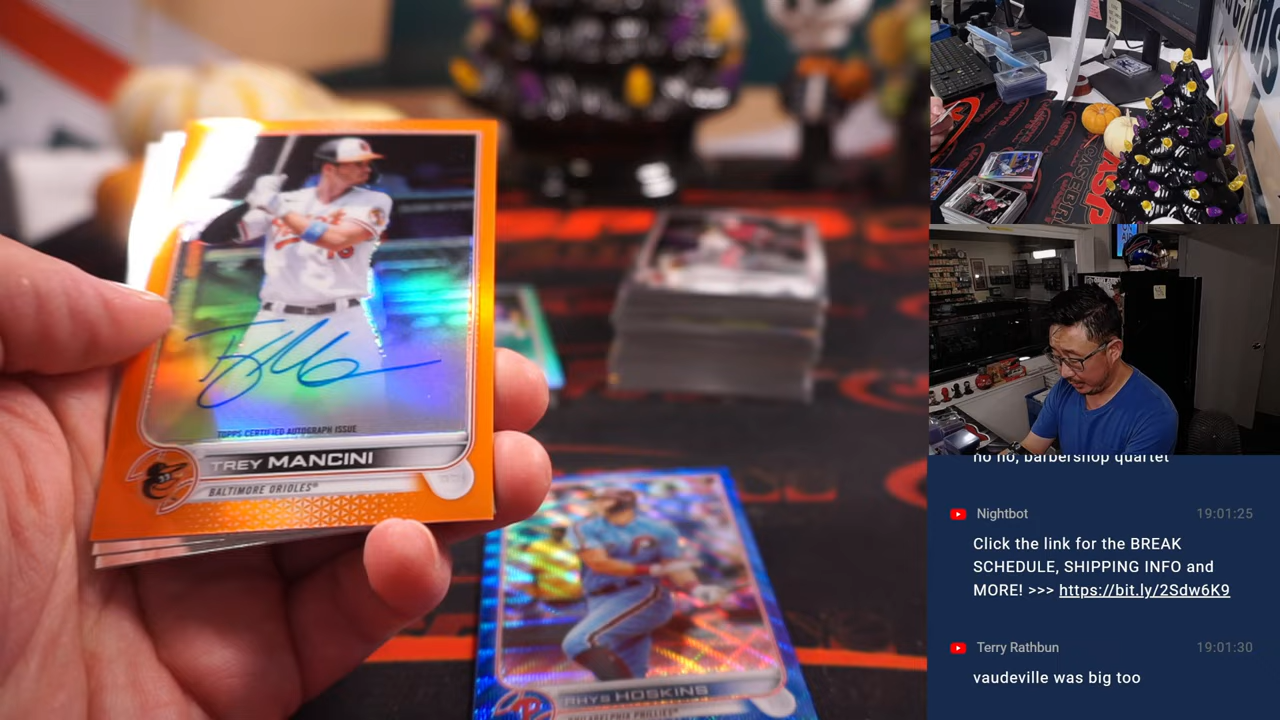 TOPPS CERTIFIED AUTOGRAPH ISSUE
TREY MANCINI
BALTIMORE ORIOLES®
RHYS HOSKINS
PHILADELPHIA PHILLIES®
no no, barbershop quartet
Nightbot 19:01:25
Click the link for the BREAK
SCHEDULE, SHIPPING INFO and
MORE! >>> https://bit.ly/2Sdw6K9
Terry Rathbun 19:01:30
vaudeville was big too